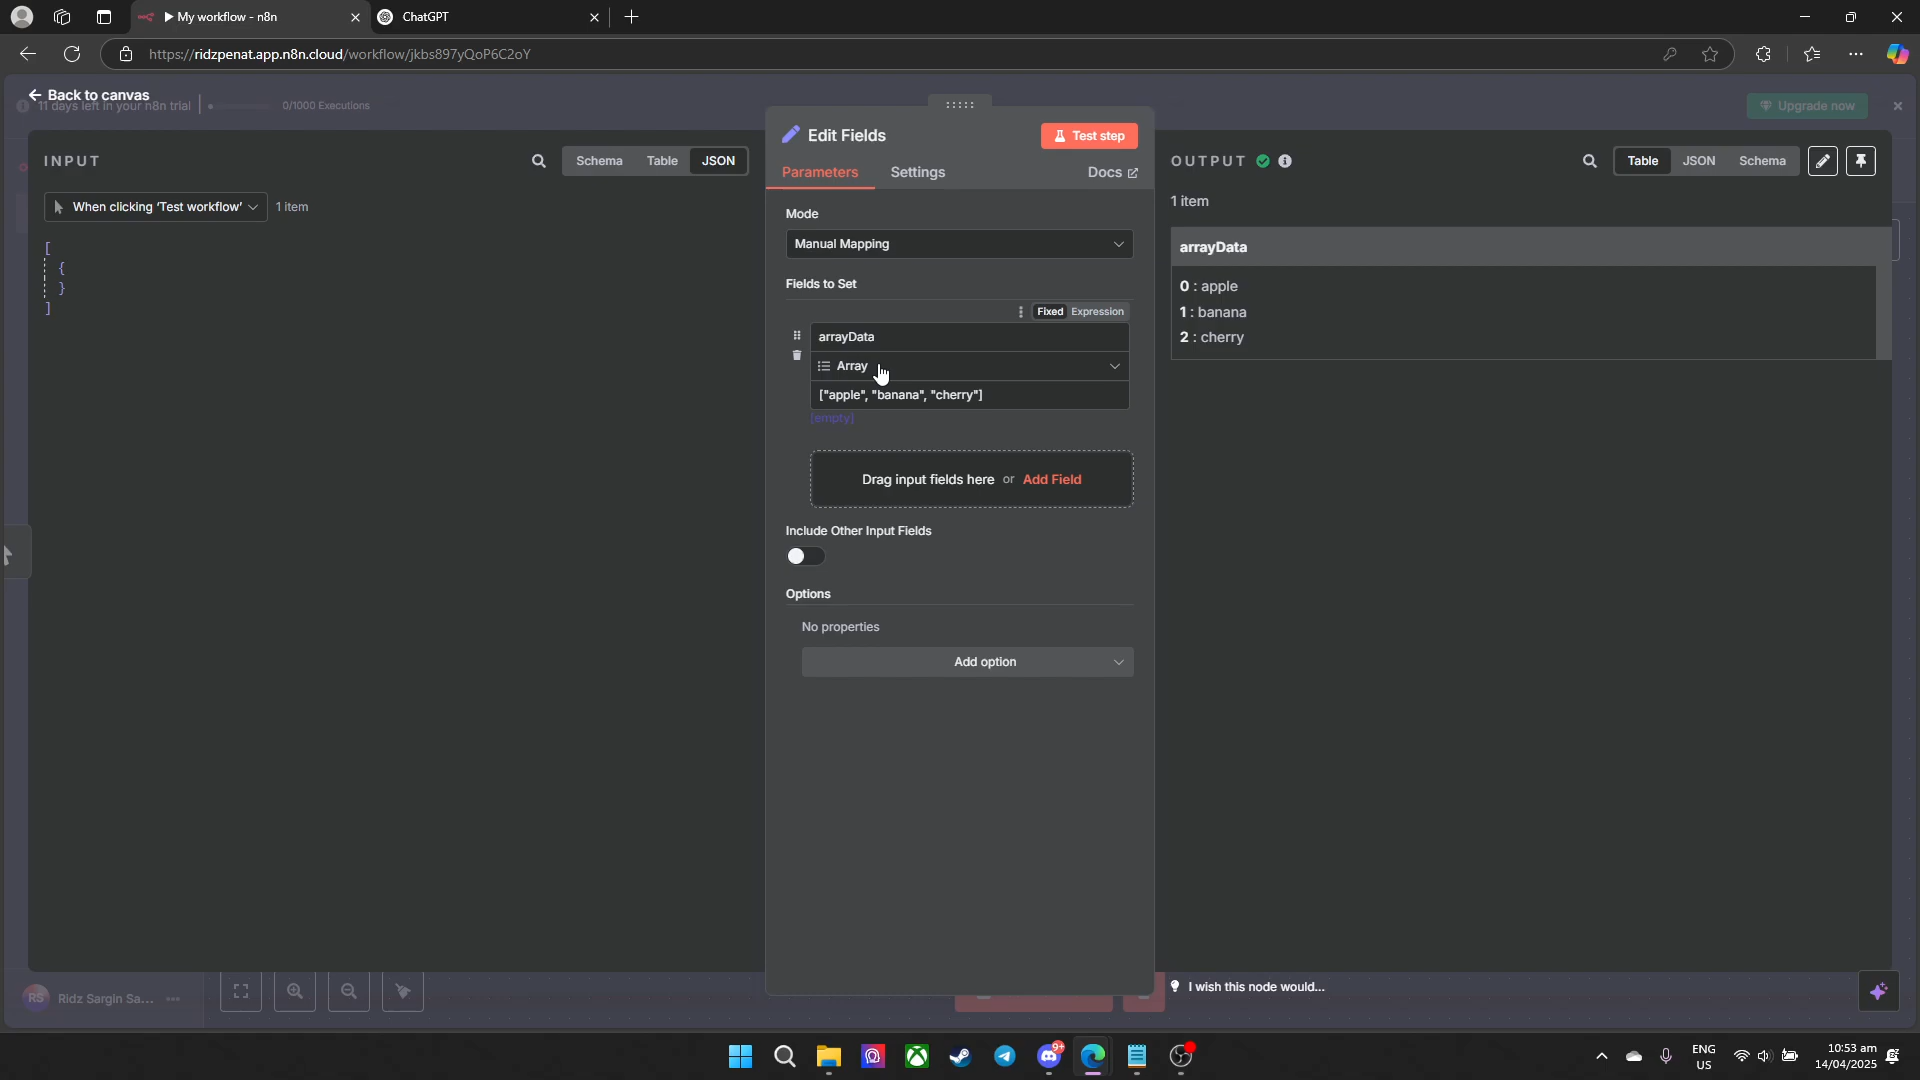 My workflow - n8n
ChatGPT
https://ridzpenat.app.n8n.cloud/workflow/jkbs897yQoP6C2oY
Back to canvas
11 days left in your n8n trial
0/1000 Executions
Upgrade now
INPUT
Schema
Table
JSON
When clicking 'Test workflow'
1 item
[
{
}
]
Edit Fields
Test step
Parameters
Settings
Docs
Mode
Manual Mapping
Fields to Set
Fixed
Expression
arrayData
Array
["apple", "banana", "cherry"]
[empty]
Drag input fields here or Add Field
Include Other Input Fields
Options
No properties
Add option
OUTPUT
Table
JSON
Schema
1 item
arrayData
0 : apple
1 : banana
2 : cherry
I wish this node would...
RS
Ridz Sargin Sa...
9+
ENG
US
10:53 am
14/04/2025